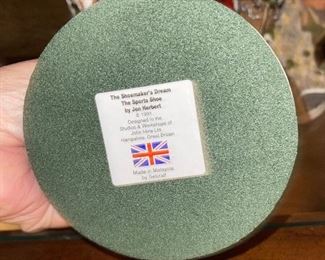 The Shoemaker's Dream
The Sports Shoe
by Jon Herbert
© 1991
Designed in the
Studios & Workshops of
John Hine Ltd.
Hampshire, Great Britain
Made in Malaysia
by